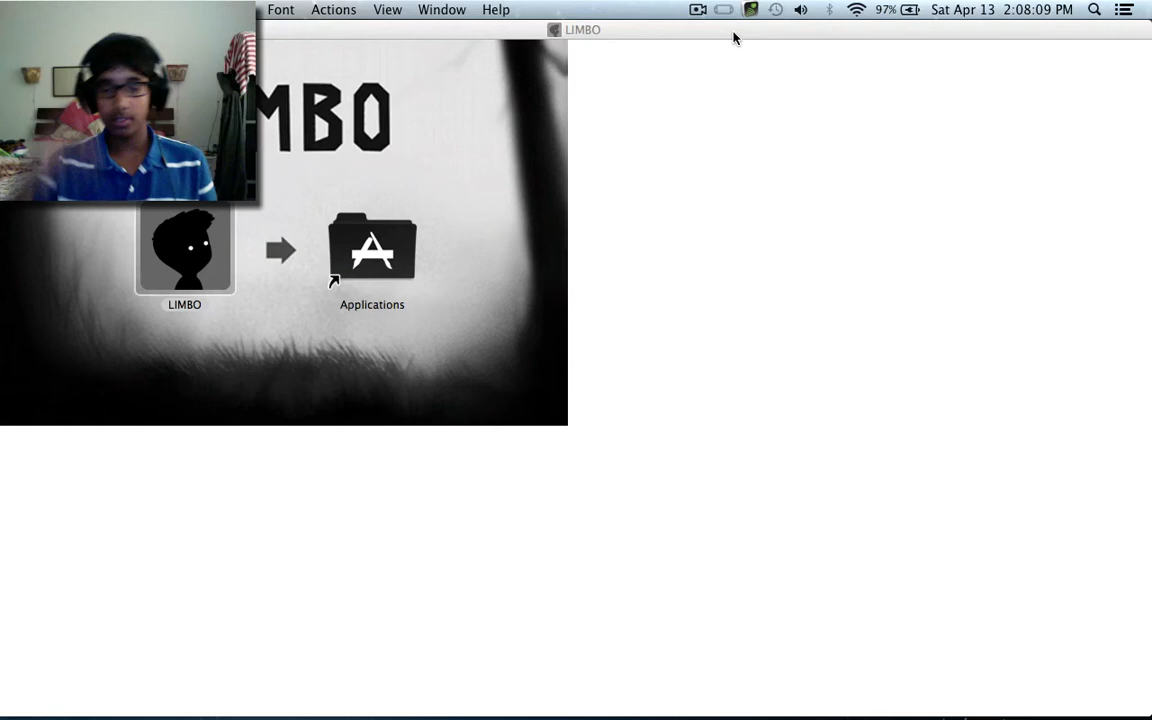 Font Actions View Window Help 97% Sat Apr 13 2:08:09 PM
LIMBO
MBO
LIMBO
Applications